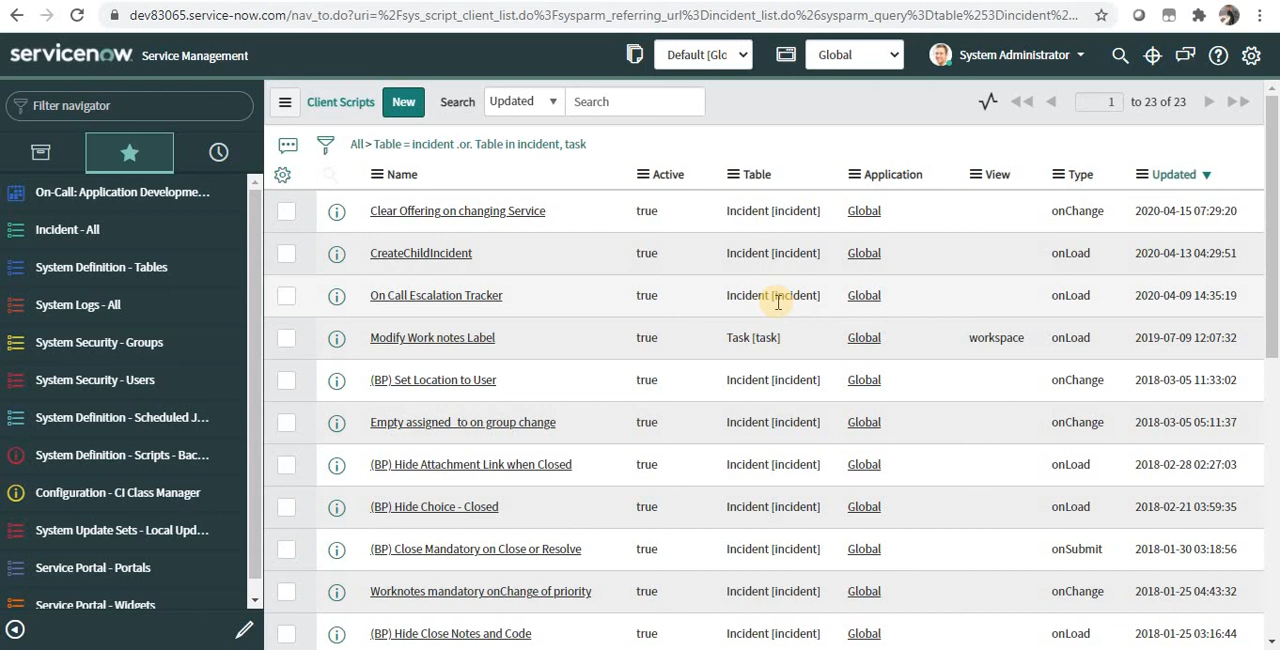 dev83065.service-now.com/nav_to.do?uri=%2Fsys_script_client_list.do%3Fsysparm_referring_url%3Dincident_list.do%26sysparm_query%3Dtable%253Dincident%2...
servicenow Service Management Default [Glc Global System Administrator
Filter navigator
Client Scripts New Search Updated Search 1 to 23 of 23
All > Table = incident .or. Table in incident, task
Name Active Table Application View Type Updated
On-Call: Application Developme...
Incident - All
System Definition - Tables
System Logs - All
System Security - Groups
System Security - Users
System Definition - Scheduled J...
System Definition - Scripts - Bac...
Configuration - CI Class Manager
System Update Sets - Local Upd...
Service Portal - Portals
Service Portal - Widgets
Clear Offering on changing Service true Incident [incident] Global onChange 2020-04-15 07:29:20
CreateChildIncident true Incident [incident] Global onLoad 2020-04-13 04:29:51
On Call Escalation Tracker true Incident [incident] Global onLoad 2020-04-09 14:35:19
Modify Work notes Label true Task [task] Global workspace onLoad 2019-07-09 12:07:32
(BP) Set Location to User true Incident [incident] Global onChange 2018-03-05 11:33:02
Empty assigned_to on group change true Incident [incident] Global onChange 2018-03-05 05:11:37
(BP) Hide Attachment Link when Closed true Incident [incident] Global onLoad 2018-02-28 02:27:03
(BP) Hide Choice - Closed true Incident [incident] Global onLoad 2018-02-21 03:59:35
(BP) Close Mandatory on Close or Resolve true Incident [incident] Global onSubmit 2018-01-30 03:18:56
Worknotes mandatory onChange of priority true Incident [incident] Global onChange 2018-01-25 04:43:32
(BP) Hide Close Notes and Code true Incident [incident] Global onLoad 2018-01-25 03:16:44